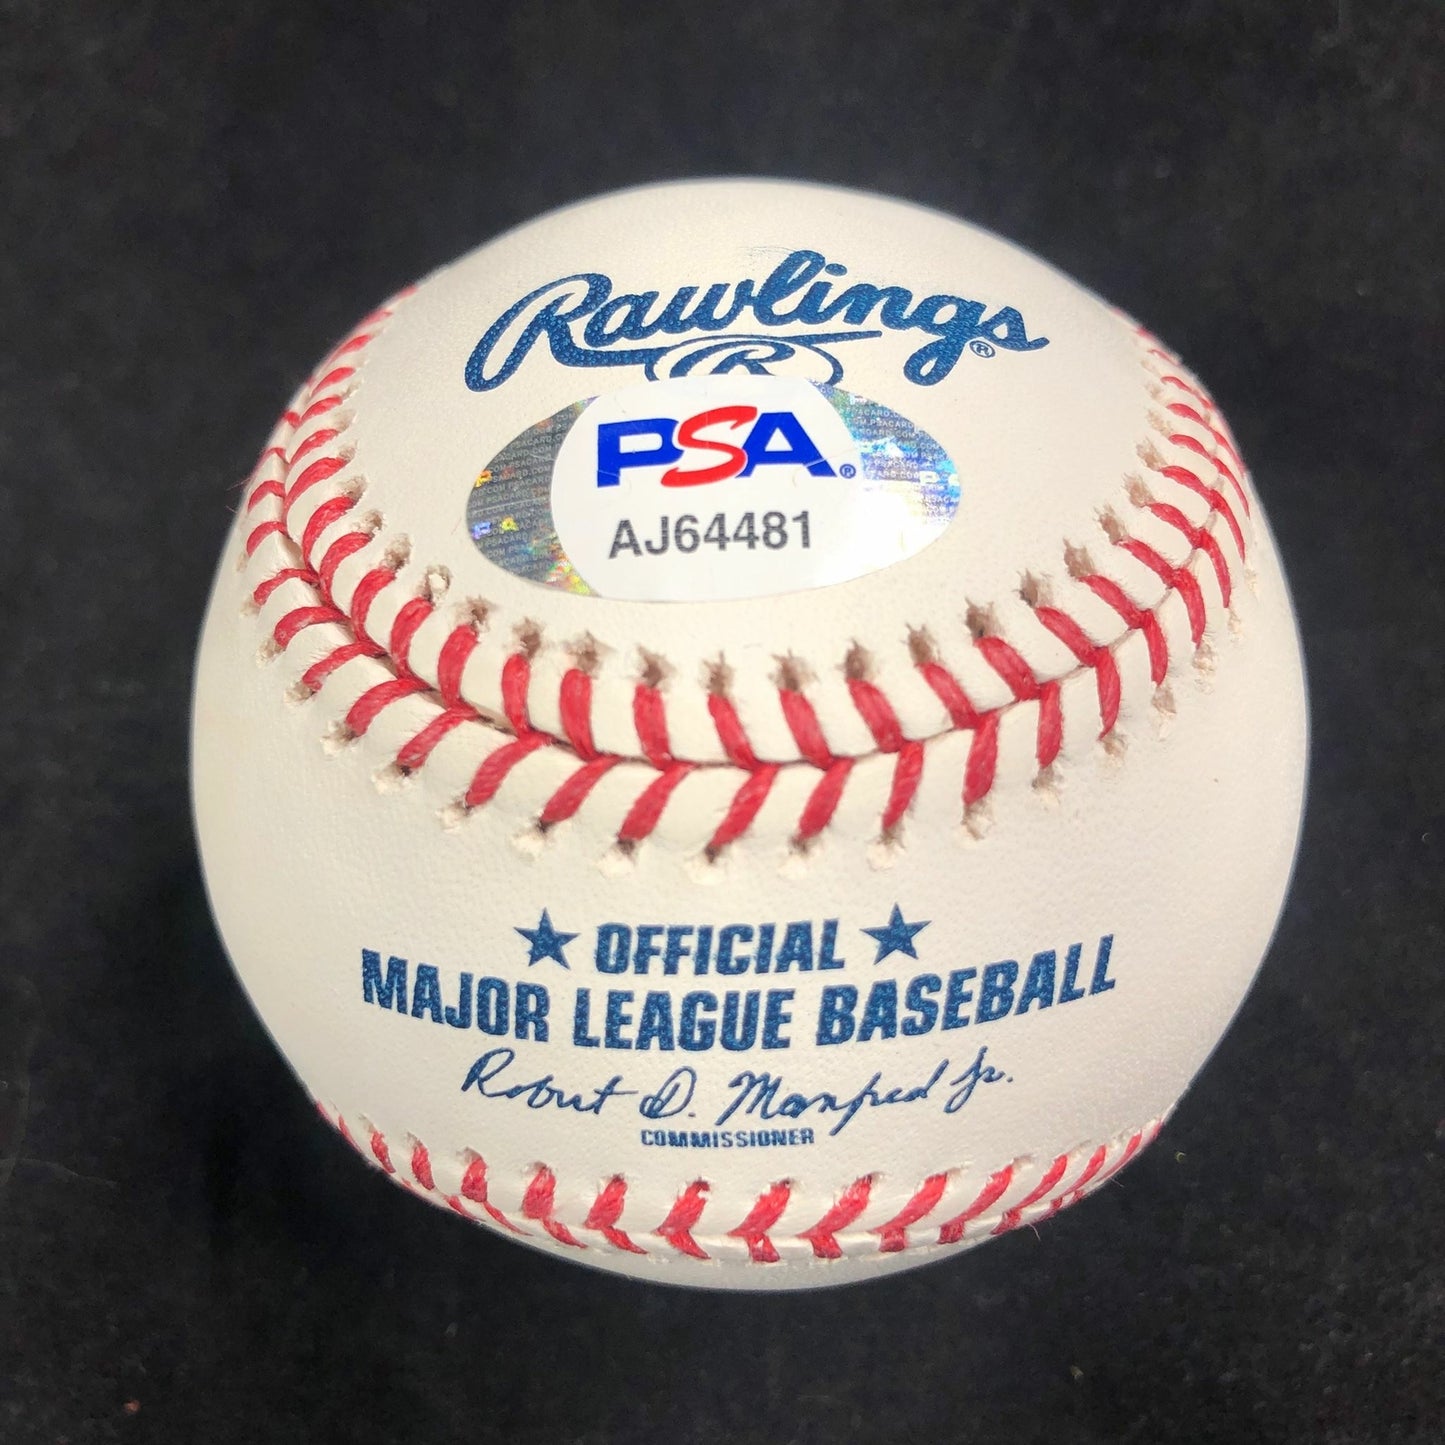 Rawlings®
R
PSA®
AJ64481
★ OFFICIAL ★
MAJOR LEAGUE BASEBALL
Robert D. Manfred Jr.
COMMISSIONER